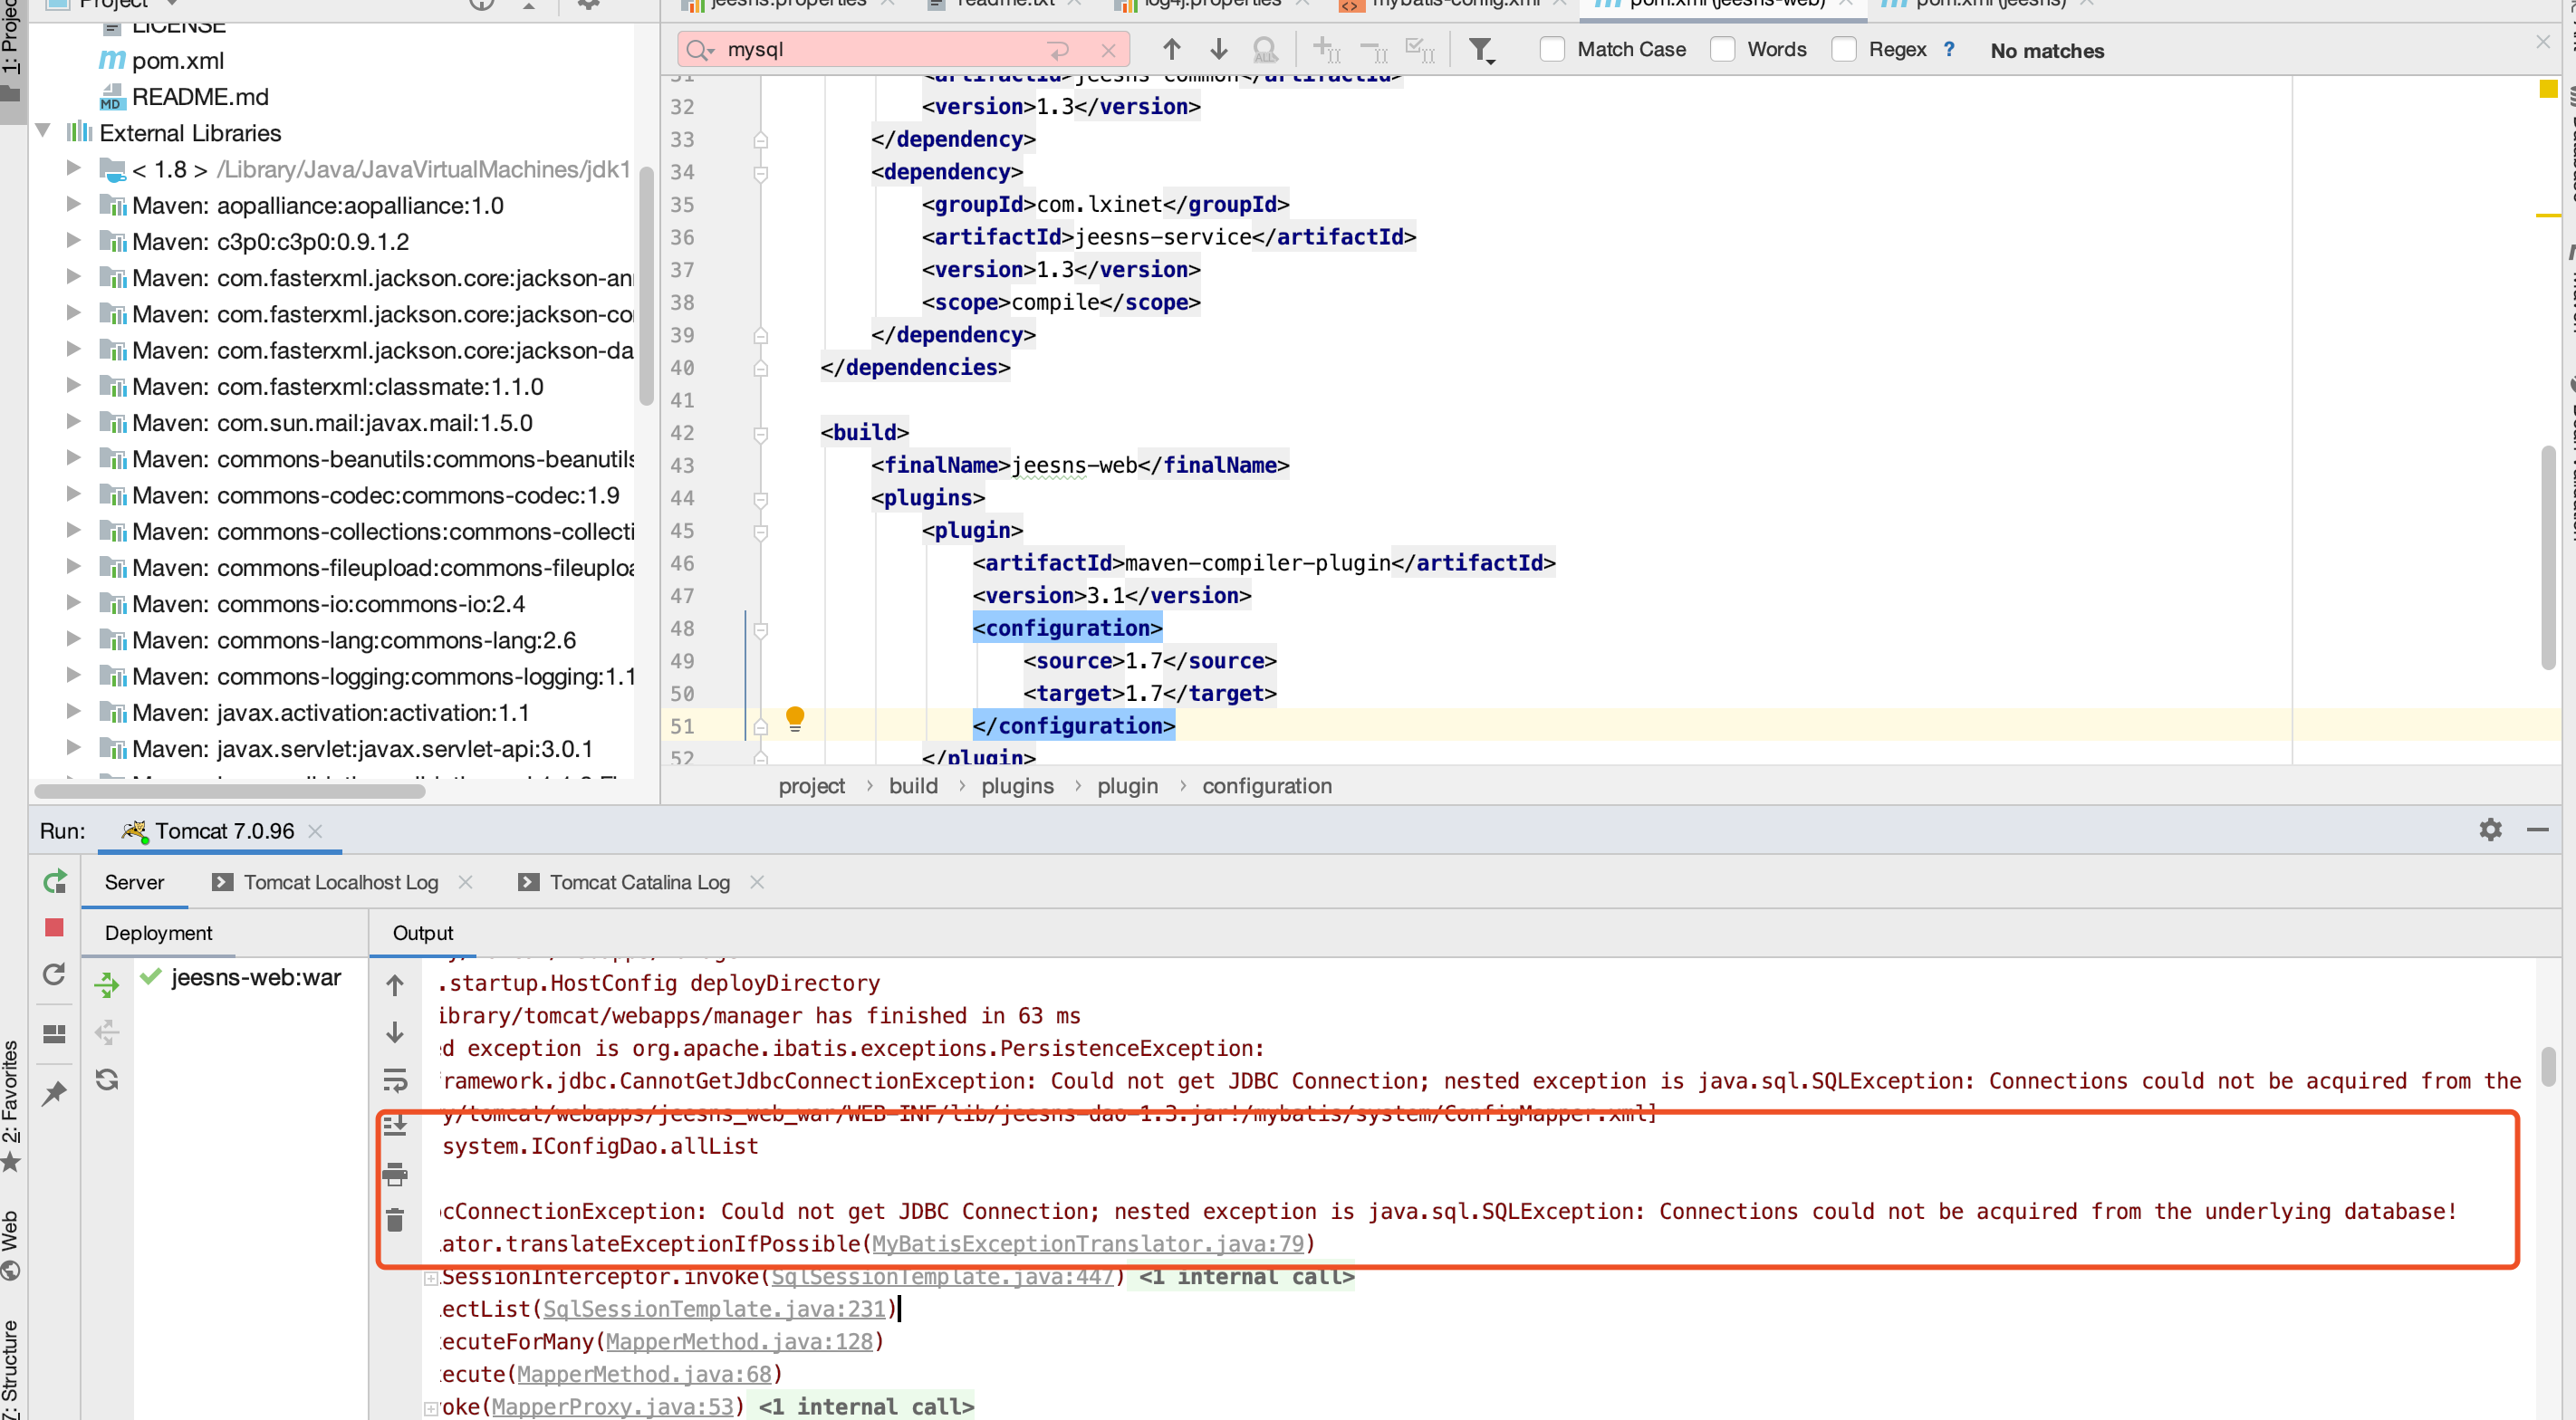 1: Project
Project
jeesns.properties
readme.txt
log4j.properties
mybatis-config.xml
pom.xml (jeesns-web)
pom.xml (jeesns)
LICENSE
pom.xml
MD README.md
External Libraries
< 1.8 > /Library/Java/JavaVirtualMachines/jdk1
Maven: aopalliance:aopalliance:1.0
Maven: c3p0:c3p0:0.9.1.2
Maven: com.fasterxml.jackson.core:jackson-an
Maven: com.fasterxml.jackson.core:jackson-co
Maven: com.fasterxml.jackson.core:jackson-da
Maven: com.fasterxml:classmate:1.1.0
Maven: com.sun.mail:javax.mail:1.5.0
Maven: commons-beanutils:commons-beanutils
Maven: commons-codec:commons-codec:1.9
Maven: commons-collections:commons-collecti
Maven: commons-fileupload:commons-fileuploa
Maven: commons-io:commons-io:2.4
Maven: commons-lang:commons-lang:2.6
Maven: commons-logging:commons-logging:1.1
Maven: javax.activation:activation:1.1
Maven: javax.servlet:javax.servlet-api:3.0.1
mysql
ALL
Match Case
Words
Regex ?
No matches
31 <artifactId>jeesns-common</artifactId>
32 <version>1.3</version>
33 </dependency>
34 <dependency>
35 <groupId>com.lxinet</groupId>
36 <artifactId>jeesns-service</artifactId>
37 <version>1.3</version>
38 <scope>compile</scope>
39 </dependency>
40 </dependencies>
41
42 <build>
43 <finalName>jeesns-web</finalName>
44 <plugins>
45 <plugin>
46 <artifactId>maven-compiler-plugin</artifactId>
47 <version>3.1</version>
48 <configuration>
49 <source>1.7</source>
50 <target>1.7</target>
51 </configuration>
52 </plugin>
project › build › plugins › plugin › configuration
Run: Tomcat 7.0.96
Server
Tomcat Localhost Log
Tomcat Catalina Log
Deployment
Output
jeesns-web:war
.startup.HostConfig deployDirectory
ibrary/tomcat/webapps/manager has finished in 63 ms
d exception is org.apache.ibatis.exceptions.PersistenceException:
ramework.jdbc.CannotGetJdbcConnectionException: Could not get JDBC Connection; nested exception is java.sql.SQLException: Connections could not be acquired from the
y/tomcat/webapps/jeesns_web_war/WEB-INF/lib/jeesns-dao-1.3.jar!/mybatis/system/ConfigMapper.xml]
system.IConfigDao.allList
cConnectionException: Could not get JDBC Connection; nested exception is java.sql.SQLException: Connections could not be acquired from the underlying database!
ator.translateExceptionIfPossible(MyBatisExceptionTranslator.java:79)
SessionInterceptor.invoke(SqlSessionTemplate.java:447) <1 internal call>
lectList(SqlSessionTemplate.java:231)
ecuteForMany(MapperMethod.java:128)
ecute(MapperMethod.java:68)
oke(MapperProxy.java:53) <1 internal call>
2: Favorites
Web
7: Structure